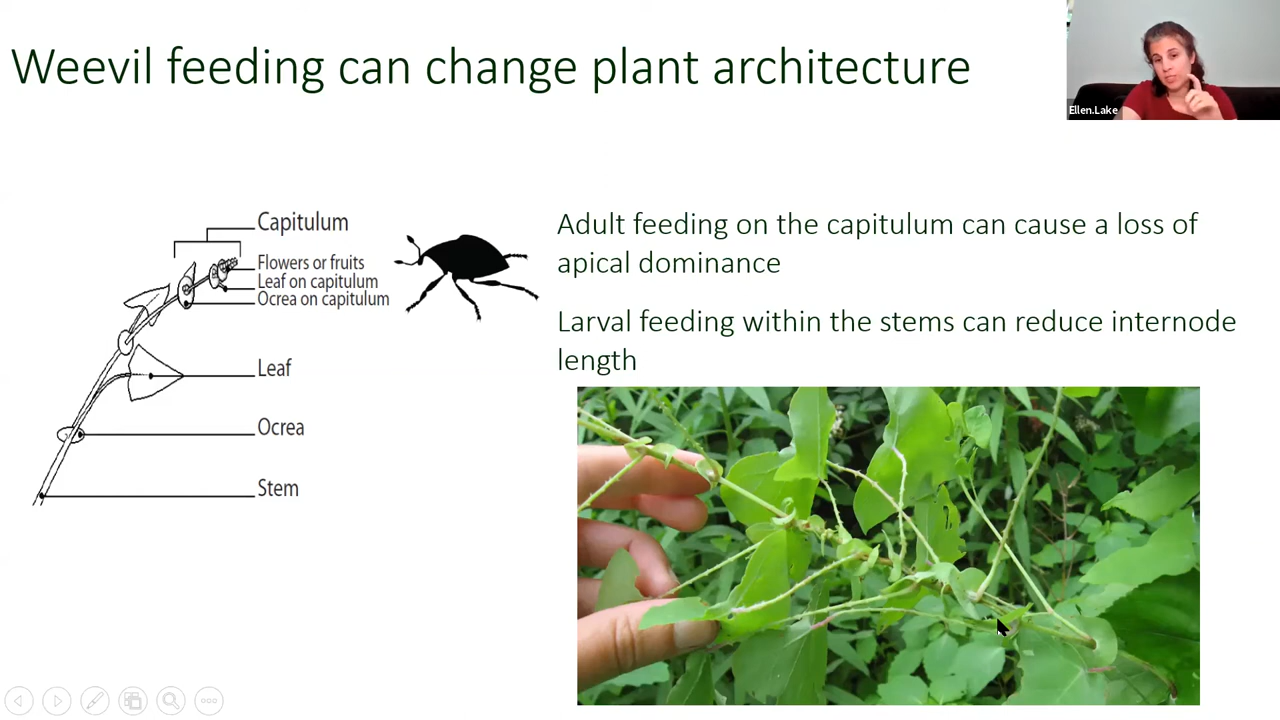 Weevil feeding can change plant architecture
Ellen.Lake
Capitulum
Flowers or fruits
Leaf on capitulum
Ocrea on capitulum
Leaf
Ocrea
Stem
Adult feeding on the capitulum can cause a loss of
apical dominance
Larval feeding within the stems can reduce internode
length